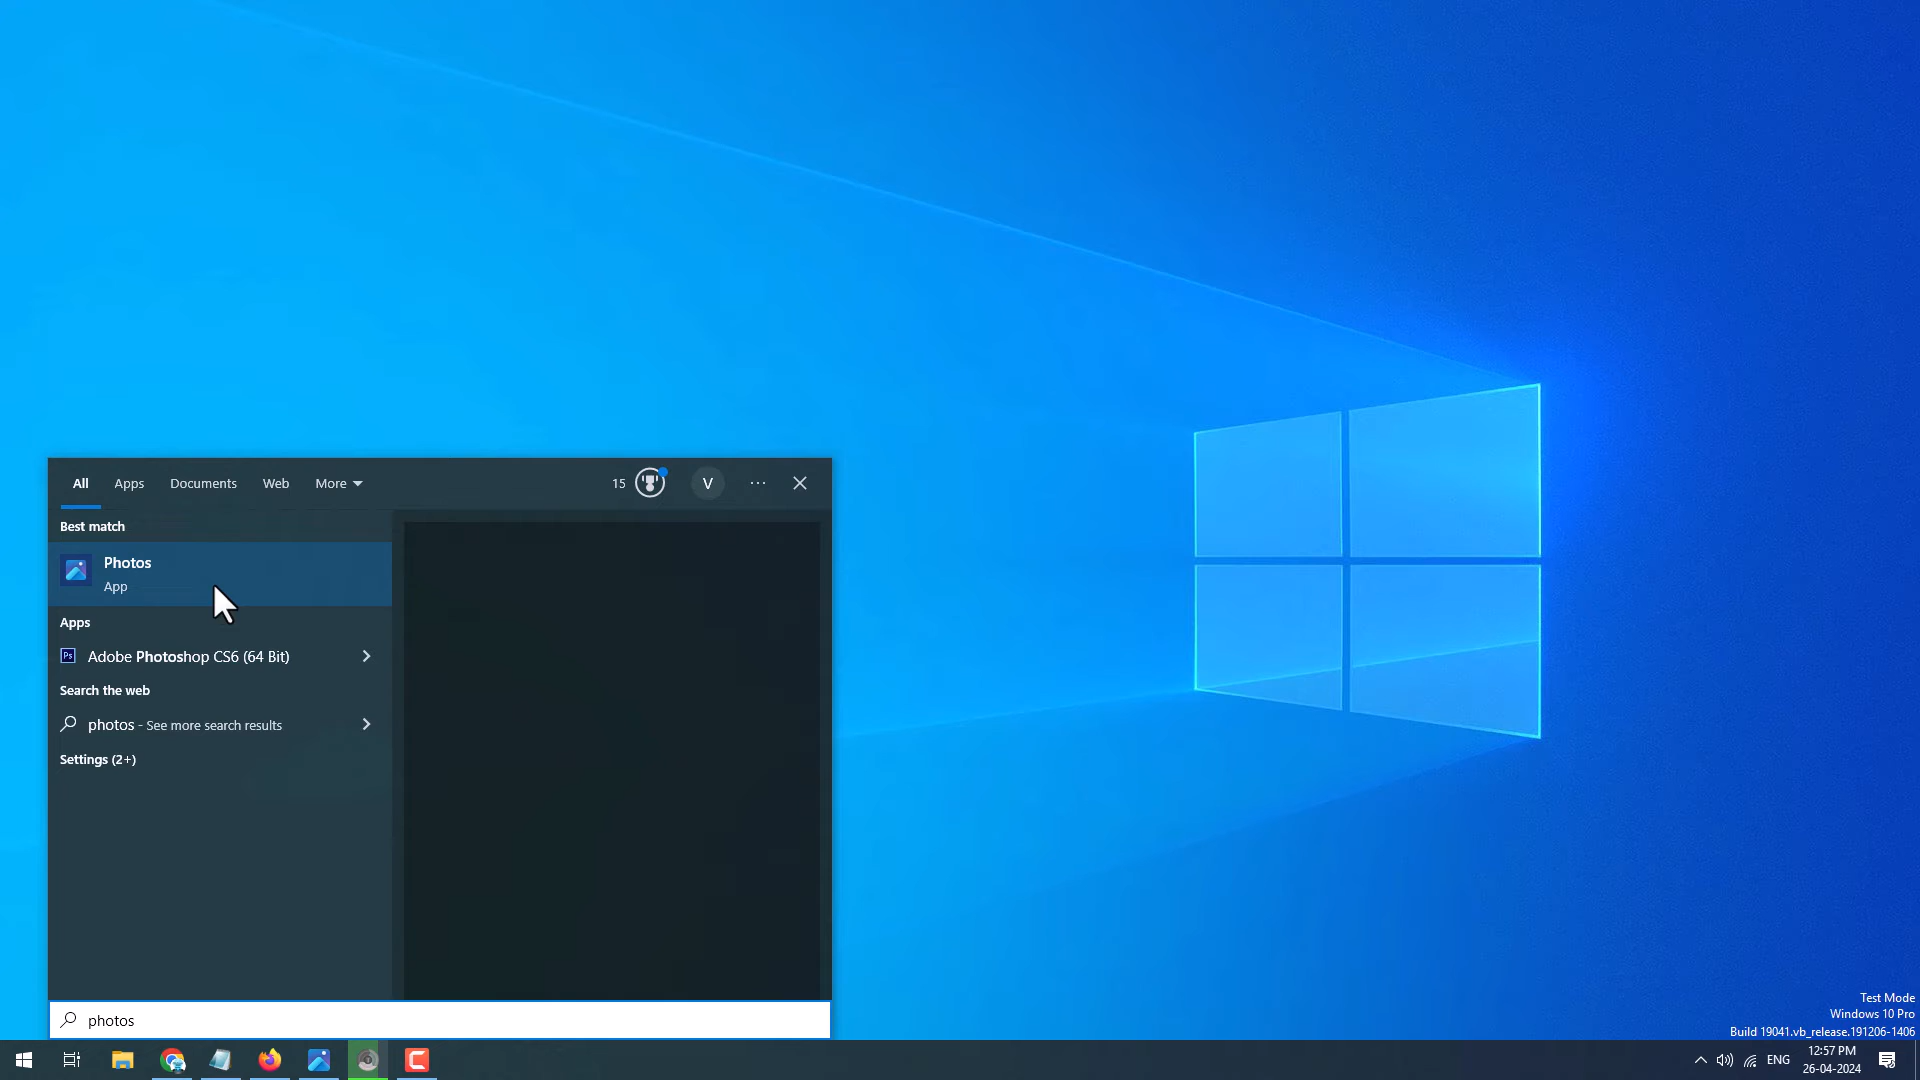 All Apps Documents Web More 15 V ...
Best match
Photos
App
Apps
Ps Adobe Photoshop CS6 (64 Bit)
Search the web
photos - See more search results
Settings (2+)
photos
Test Mode
Windows 10 Pro
Build 19041.vb_release.191206-1406
ENG 12:57 PM
26-04-2024